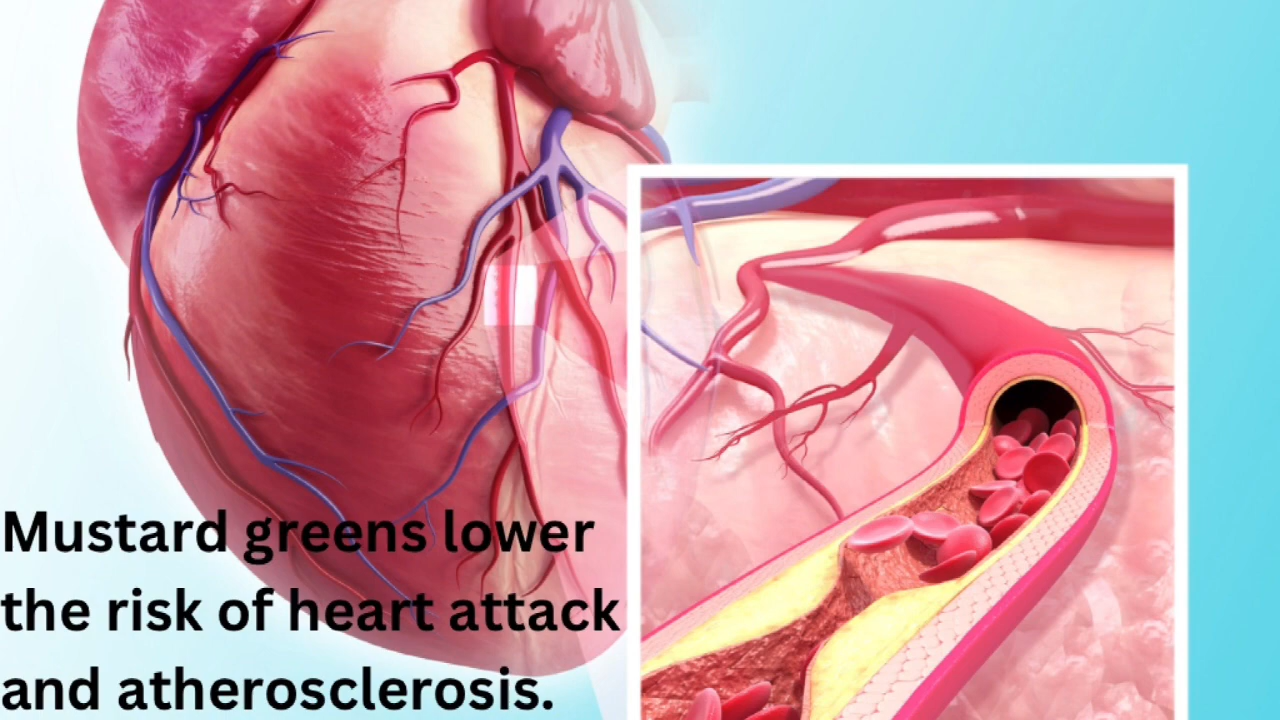 Mustard greens lower
the risk of heart attack
and atherosclerosis.